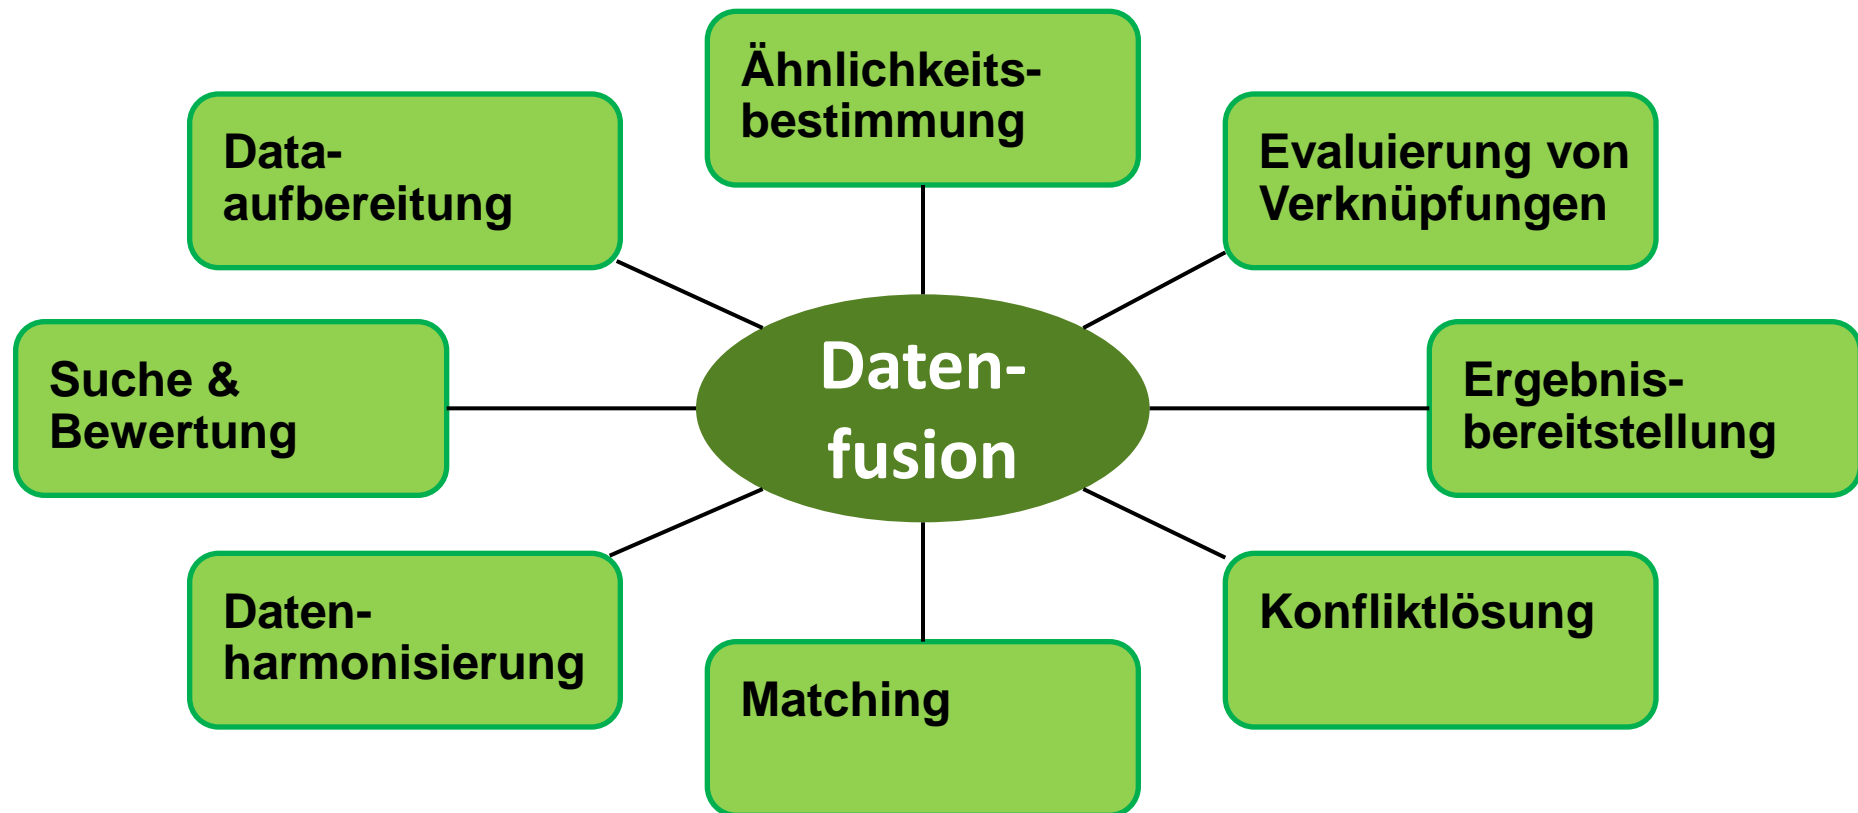 Ähnlichkeits-
bestimmung
Data-
aufbereitung
Evaluierung von
Verknüpfungen
Suche &
Bewertung
Daten-
fusion
Ergebnis-
bereitstellung
Daten-
harmonisierung
Konfliktlösung
Matching